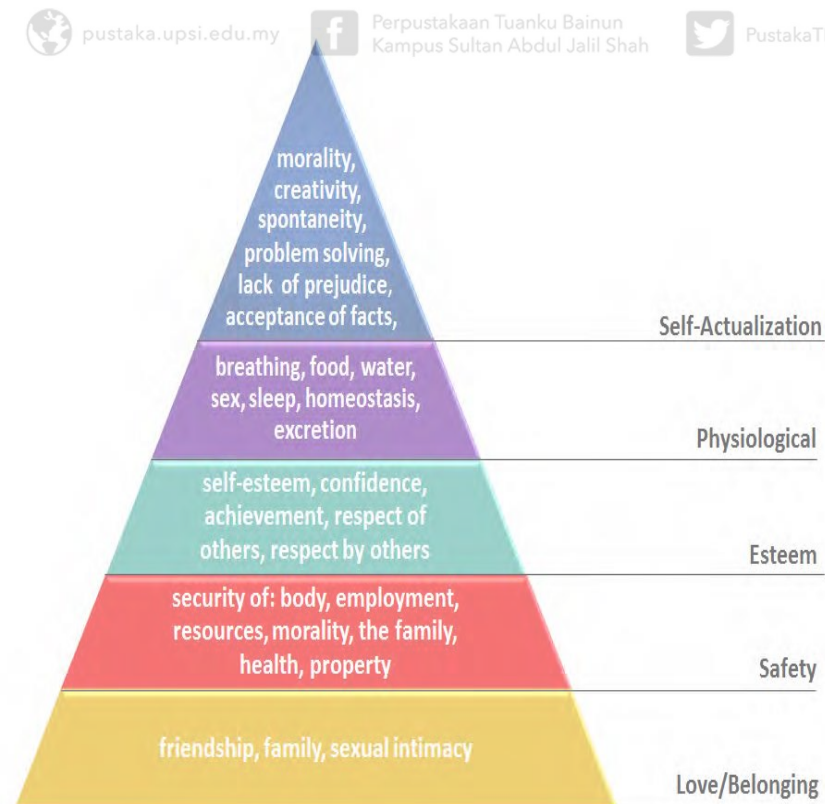 pustaka.upsi.edu.my
Perpustakaan Tuanku Bainun
Kampus Sultan Abdul Jalil Shah
morality,
creativity,
spontaneity,
problem solving,
lack of prejudice,
acceptance of facts,
Self-Actualization
breathing, food, water,
sex, sleep, homeostasis,
excretion
Physiological
self-esteem, confidence,
achievement, respect of
others, respect by others
Esteem
security of: body, employment,
resources, morality, the family,
health, property
Safety
friendship, family, sexual intimacy
Love/Belonging